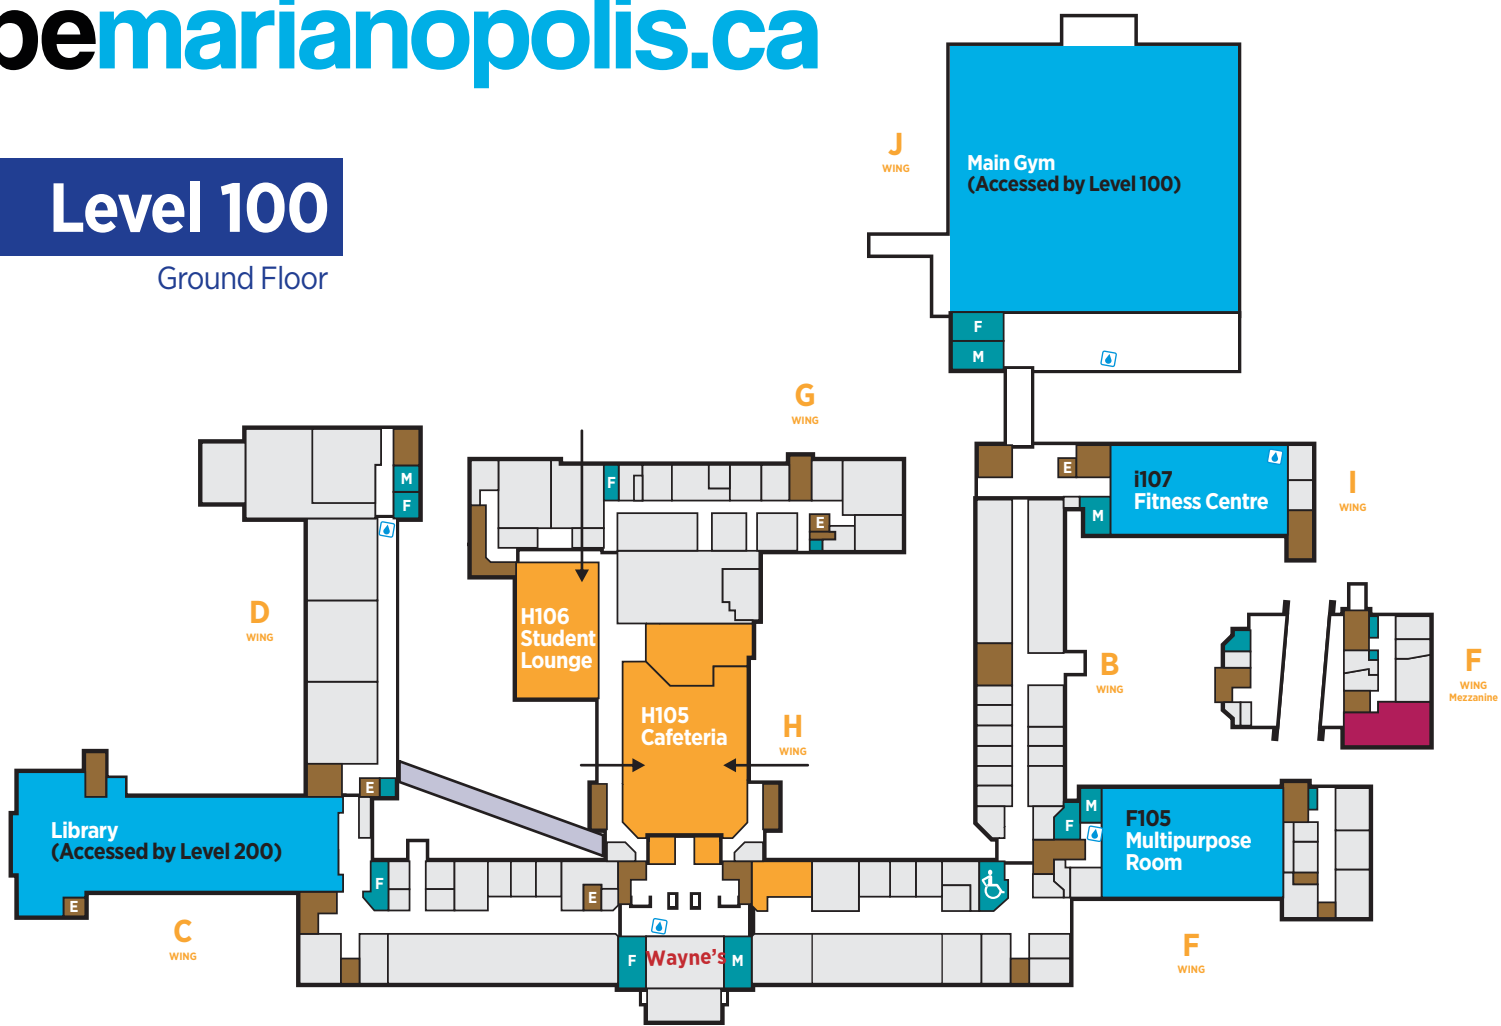 bemarianopolis.ca
Level 100
Ground Floor
J
WING
Main Gym
(Accessed by Level 100)
F
M
G
WING
M
F
F
E
E
i107
Fitness Centre
M
I
WING
D
WING
H106
Student
Lounge
H105
Cafeteria
H
WING
B
WING
F
WING
Mezzanine
E
Library
(Accessed by Level 200)
E
M
F
F105
Multipurpose
Room
F
E
C
WING
F
Wayne's
M
F
WING